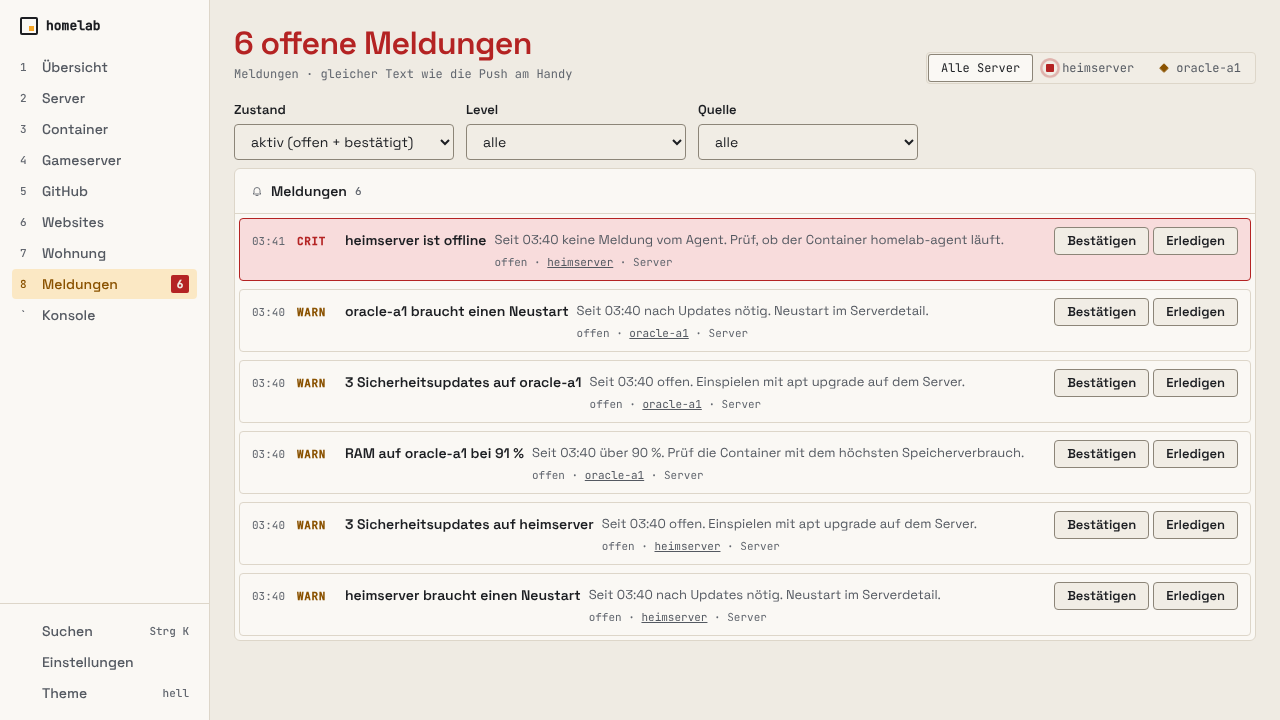 homelab
1 Übersicht
2 Server
3 Container
4 Gameserver
5 GitHub
6 Websites
7 Wohnung
8 Meldungen 6
` Konsole
Suchen Strg K
Einstellungen
Theme hell
6 offene Meldungen
Meldungen · gleicher Text wie die Push am Handy
Alle Server heimserver oracle-a1
Zustand Level Quelle
aktiv (offen + bestätigt) alle alle
Meldungen 6
03:41 CRIT heimserver ist offline Seit 03:40 keine Meldung vom Agent. Prüf, ob der Container homelab-agent läuft. Bestätigen Erledigen
offen · heimserver · Server
03:40 WARN oracle-a1 braucht einen Neustart Seit 03:40 nach Updates nötig. Neustart im Serverdetail. Bestätigen Erledigen
offen · oracle-a1 · Server
03:40 WARN 3 Sicherheitsupdates auf oracle-a1 Seit 03:40 offen. Einspielen mit apt upgrade auf dem Server. Bestätigen Erledigen
offen · oracle-a1 · Server
03:40 WARN RAM auf oracle-a1 bei 91 % Seit 03:40 über 90 %. Prüf die Container mit dem höchsten Speicherverbrauch. Bestätigen Erledigen
offen · oracle-a1 · Server
03:40 WARN 3 Sicherheitsupdates auf heimserver Seit 03:40 offen. Einspielen mit apt upgrade auf dem Server. Bestätigen Erledigen
offen · heimserver · Server
03:40 WARN heimserver braucht einen Neustart Seit 03:40 nach Updates nötig. Neustart im Serverdetail. Bestätigen Erledigen
offen · heimserver · Server